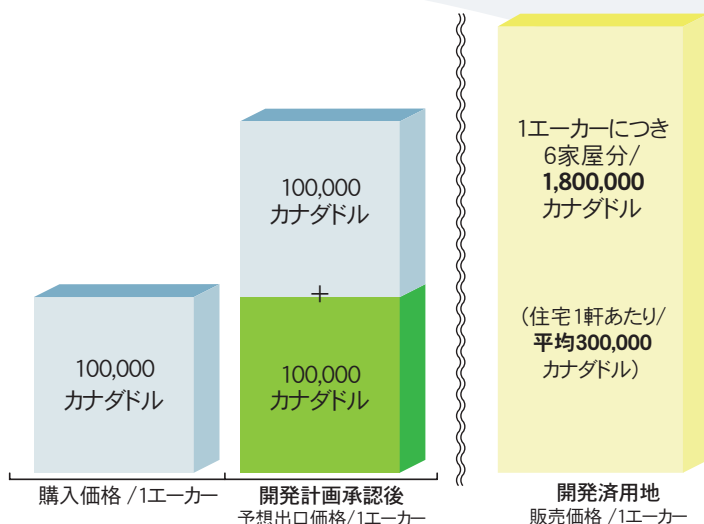 100,000
カナダドル
購入価格 /1エーカー
100,000
カナダドル
+
100,000
カナダドル
開発計画承認後
予想出口価格/1エーカー
1エーカーにつき
6家屋分/
1,800,000
カナダドル
(住宅1軒あたり/
平均300,000
カナダドル)
開発済用地
販売価格 /1エーカー